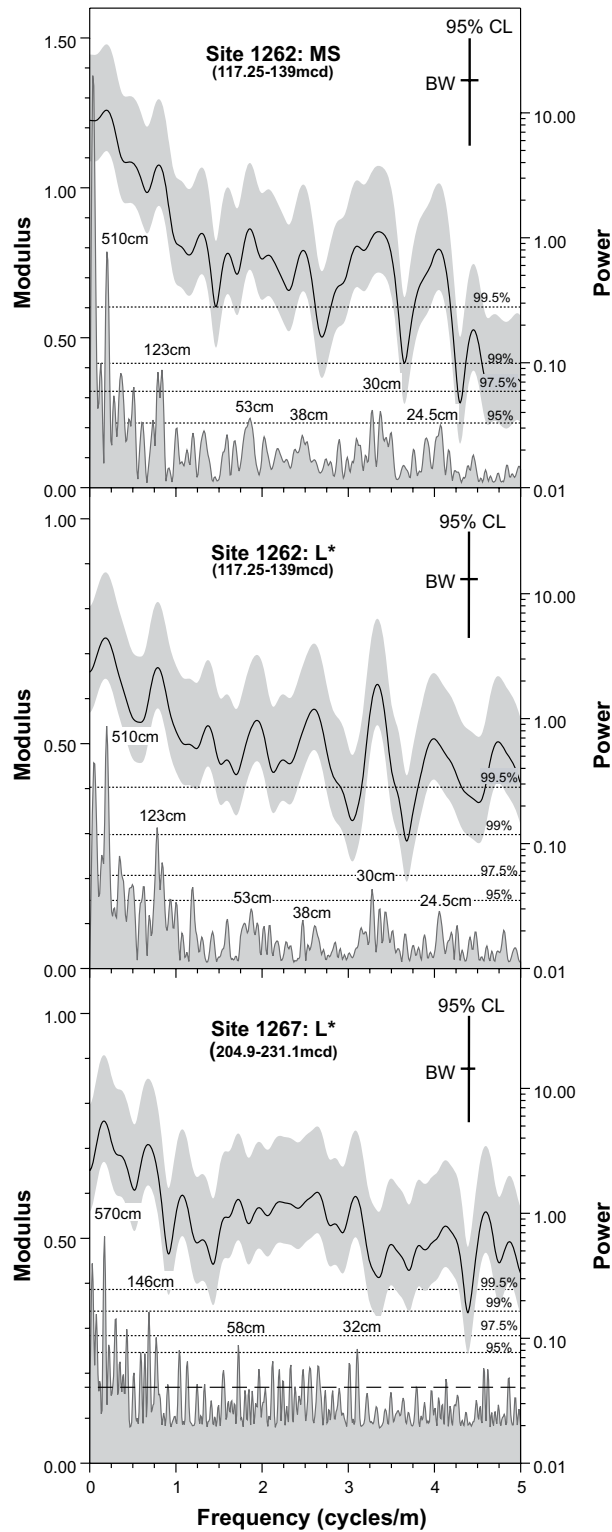 95% CL
1.50
Site 1262: MS
(117.25-139mcd)
BW
10.00
1.00
1.00
510cm
99.5%
0.50
123cm
99%
0.10
30cm
97.5%
53cm
38cm
24.5cm
95%
0.00
0.01
Modulus
Power
95% CL
1.00
Site 1262: L*
(117.25-139mcd)
BW
10.00
1.00
510cm
0.50
99.5%
123cm
99%
0.10
30cm
97.5%
53cm
38cm
24.5cm
95%
0.00
0.01
Modulus
Power
95% CL
1.00
Site 1267: L*
(204.9-231.1mcd)
BW
10.00
570cm
1.00
0.50
146cm
99.5%
99%
58cm
32cm
97.5%
0.10
95%
0.00
0.01
Modulus
Power
0 1 2 3 4 5
Frequency (cycles/m)